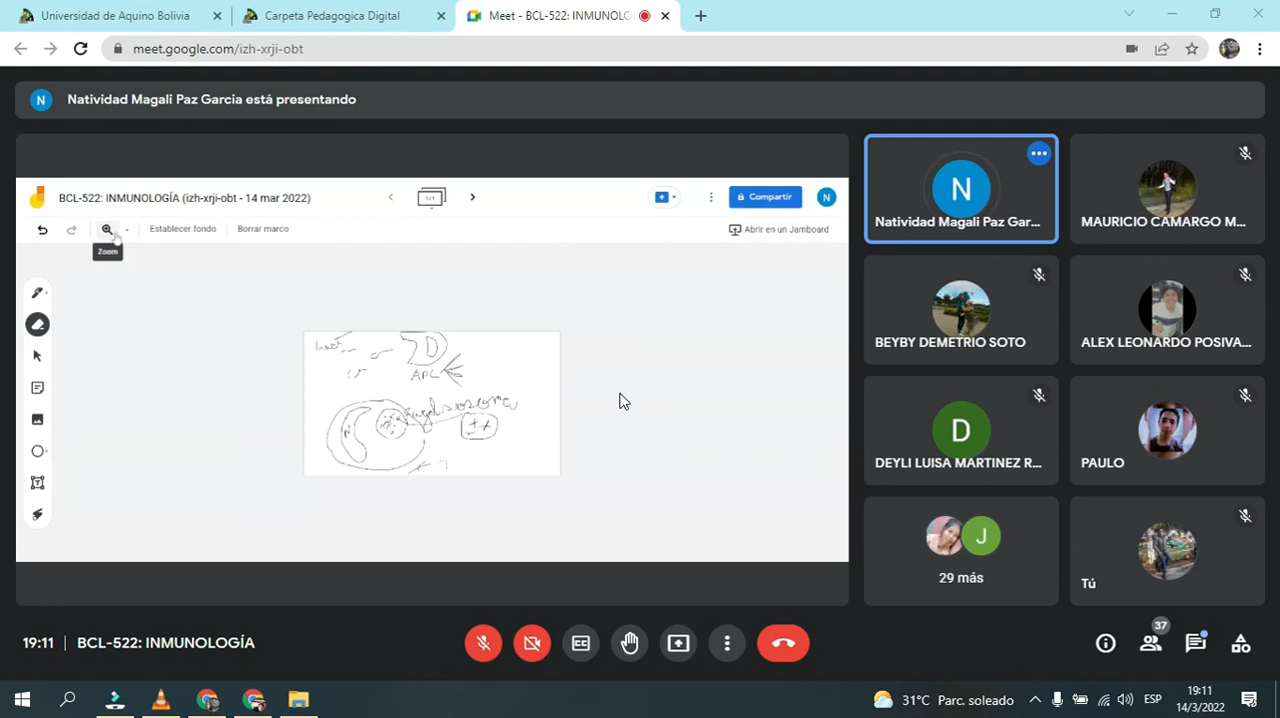 Universidad de Aquino Bolivia
Carpeta Pedagogica Digital
Meet - BCL-522: INMUNOLO
meet.google.com/izh-xrji-obt
N
Natividad Magali Paz Garcia está presentando
BCL-522: INMUNOLOGÍA (izh-xrji-obt - 14 mar 2022)
1/1
Compartir
N
Establecer fondo
Borrar marco
Abrir en un Jamboard
Zoom
APC
N
Natividad Magali Paz Gar...
MAURICIO CAMARGO M...
BEYBY DEMETRIO SOTO
ALEX LEONARDO POSIVA...
D
DEYLI LUISA MARTINEZ R...
PAULO
J
29 más
Tú
19:11
BCL-522: INMUNOLOGÍA
37
31°C Parc. soleado
ESP
19:11
14/3/2022